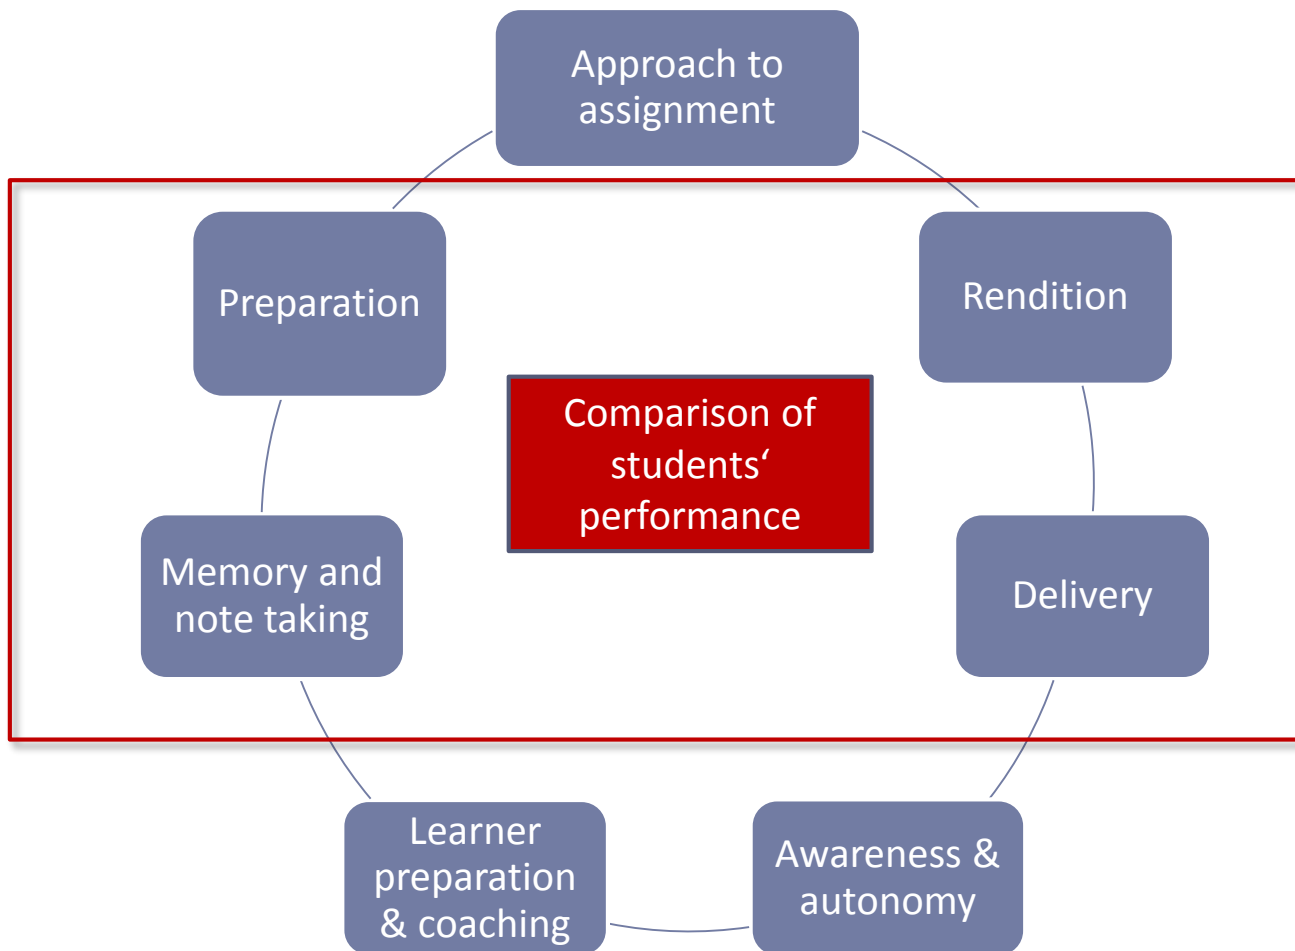 Approach to
assignment
Preparation
Rendition
Comparison of
students‘
performance
Memory and
note taking
Delivery
Learner
preparation
& coaching
Awareness &
autonomy